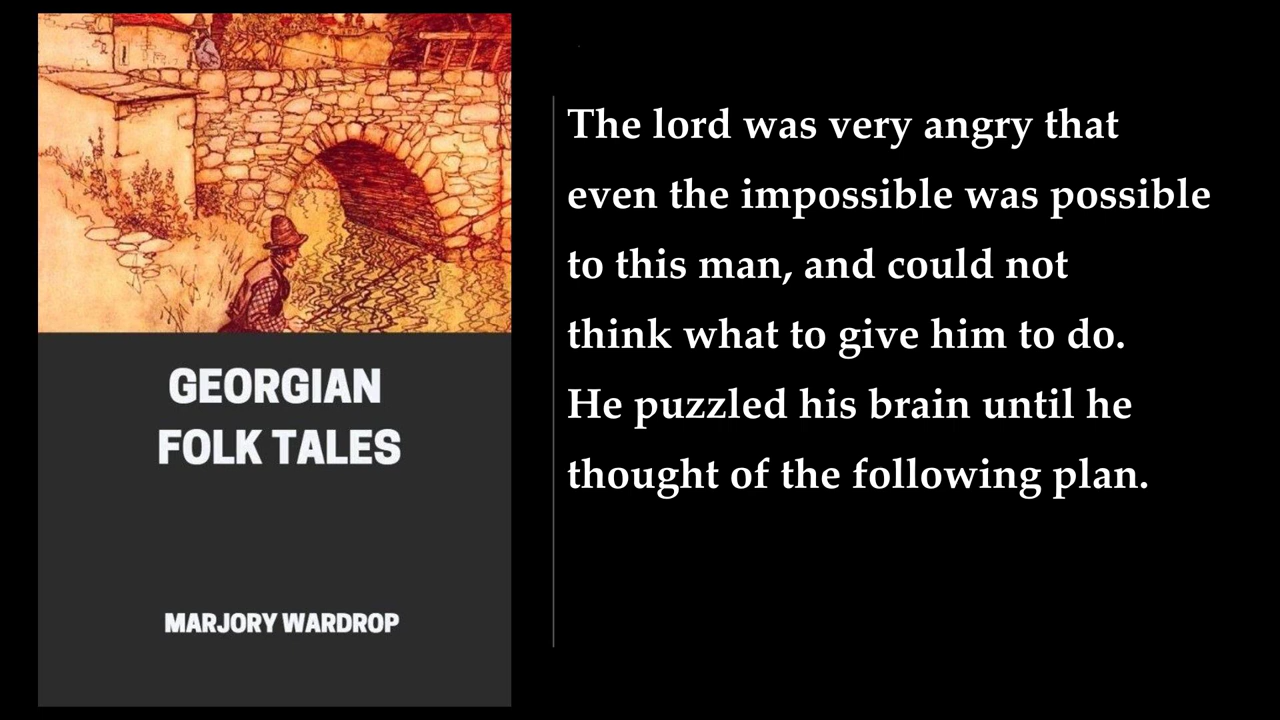 GEORGIAN
FOLK TALES
MARJORY WARDROP
The lord was very angry that
even the impossible was possible
to this man, and could not
think what to give him to do.
He puzzled his brain until he
thought of the following plan.